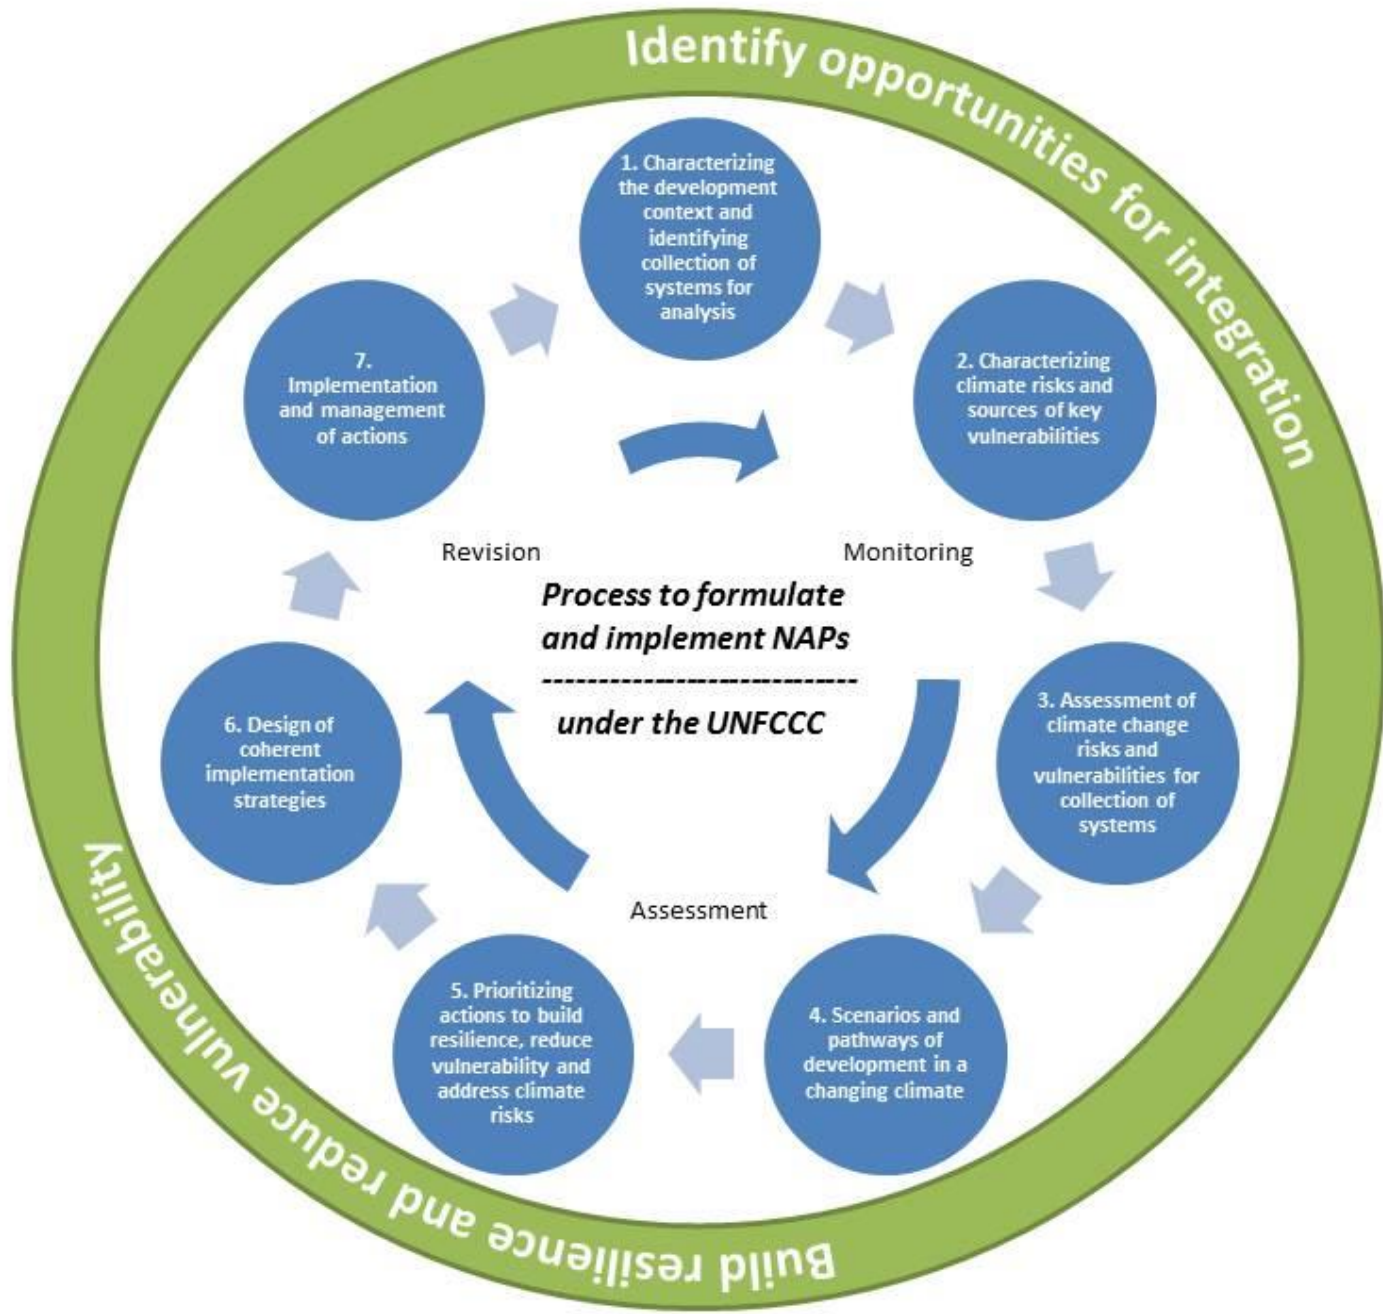 Identify opportunities for integration
1. Characterizing
the development
context and
identifying
collection of
systems for
analysis
2. Characterizing
climate risks and
sources of key
vulnerabilities
3. Assessment of
climate change
risks and
vulnerabilities for
collection of
systems
4. Scenarios and
pathways of
development in a
changing climate
5. Prioritizing
actions to build
resilience, reduce
vulnerability and
address climate
risks
6. Design of
coherent
implementation
strategies
7.
Implementation
and management
of actions
Revision
Monitoring
Process to formulate
and implement NAPs
-----------------------------
under the UNFCCC
Assessment
Build resilience and reduce vulnerability